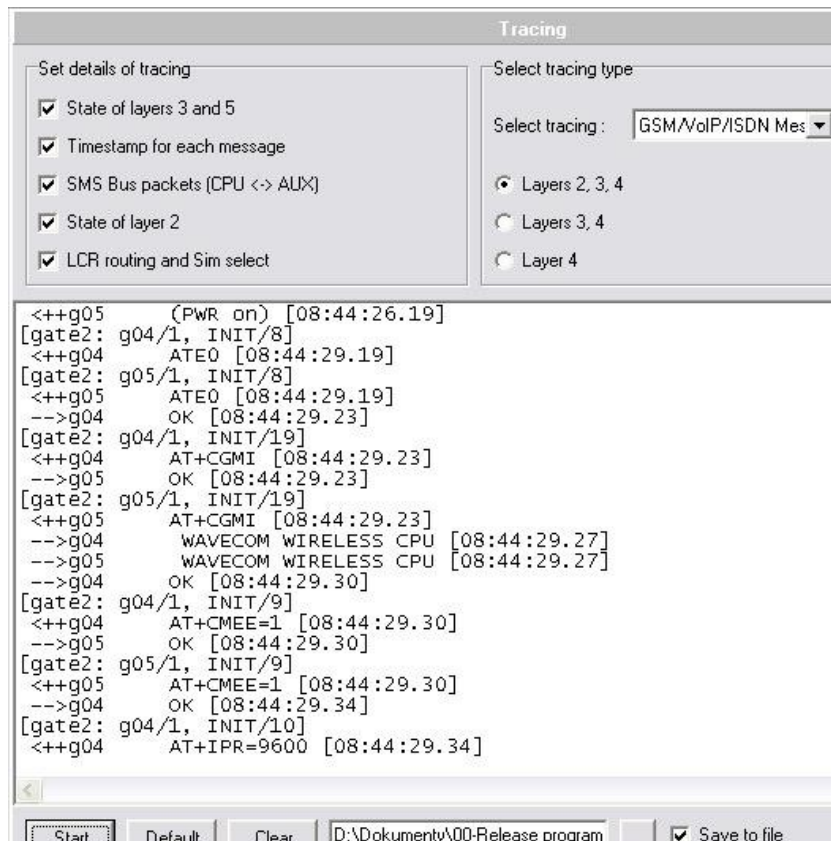 Tracing
Set details of tracing
State of layers 3 and 5
Timestamp for each message
SMS Bus packets (CPU <-> AUX)
State of layer 2
LCR routing and Sim select
Select tracing type
Select tracing :
GSM/VoIP/ISDN Mes
Layers 2, 3, 4
Layers 3, 4
Layer 4
<++g05 (PWR on) [08:44:26.19]
[gate2: g04/1, INIT/8]
<++g04 ATE0 [08:44:29.19]
[gate2: g05/1, INIT/8]
<++g05 ATE0 [08:44:29.19]
-->g04 OK [08:44:29.23]
[gate2: g04/1, INIT/19]
<++g04 AT+CGMI [08:44:29.23]
-->g05 OK [08:44:29.23]
[gate2: g05/1, INIT/19]
<++g05 AT+CGMI [08:44:29.23]
-->g04 WAVECOM WIRELESS CPU [08:44:29.27]
-->g05 WAVECOM WIRELESS CPU [08:44:29.27]
-->g04 OK [08:44:29.30]
[gate2: g04/1, INIT/9]
<++g04 AT+CMEE=1 [08:44:29.30]
-->g05 OK [08:44:29.30]
[gate2: g05/1, INIT/9]
<++g05 AT+CMEE=1 [08:44:29.30]
-->g04 OK [08:44:29.34]
[gate2: g04/1, INIT/10]
<++g04 AT+IPR=9600 [08:44:29.34]
Start
Default
Clear
D:\Dokumenty\00-Release program
Save to file